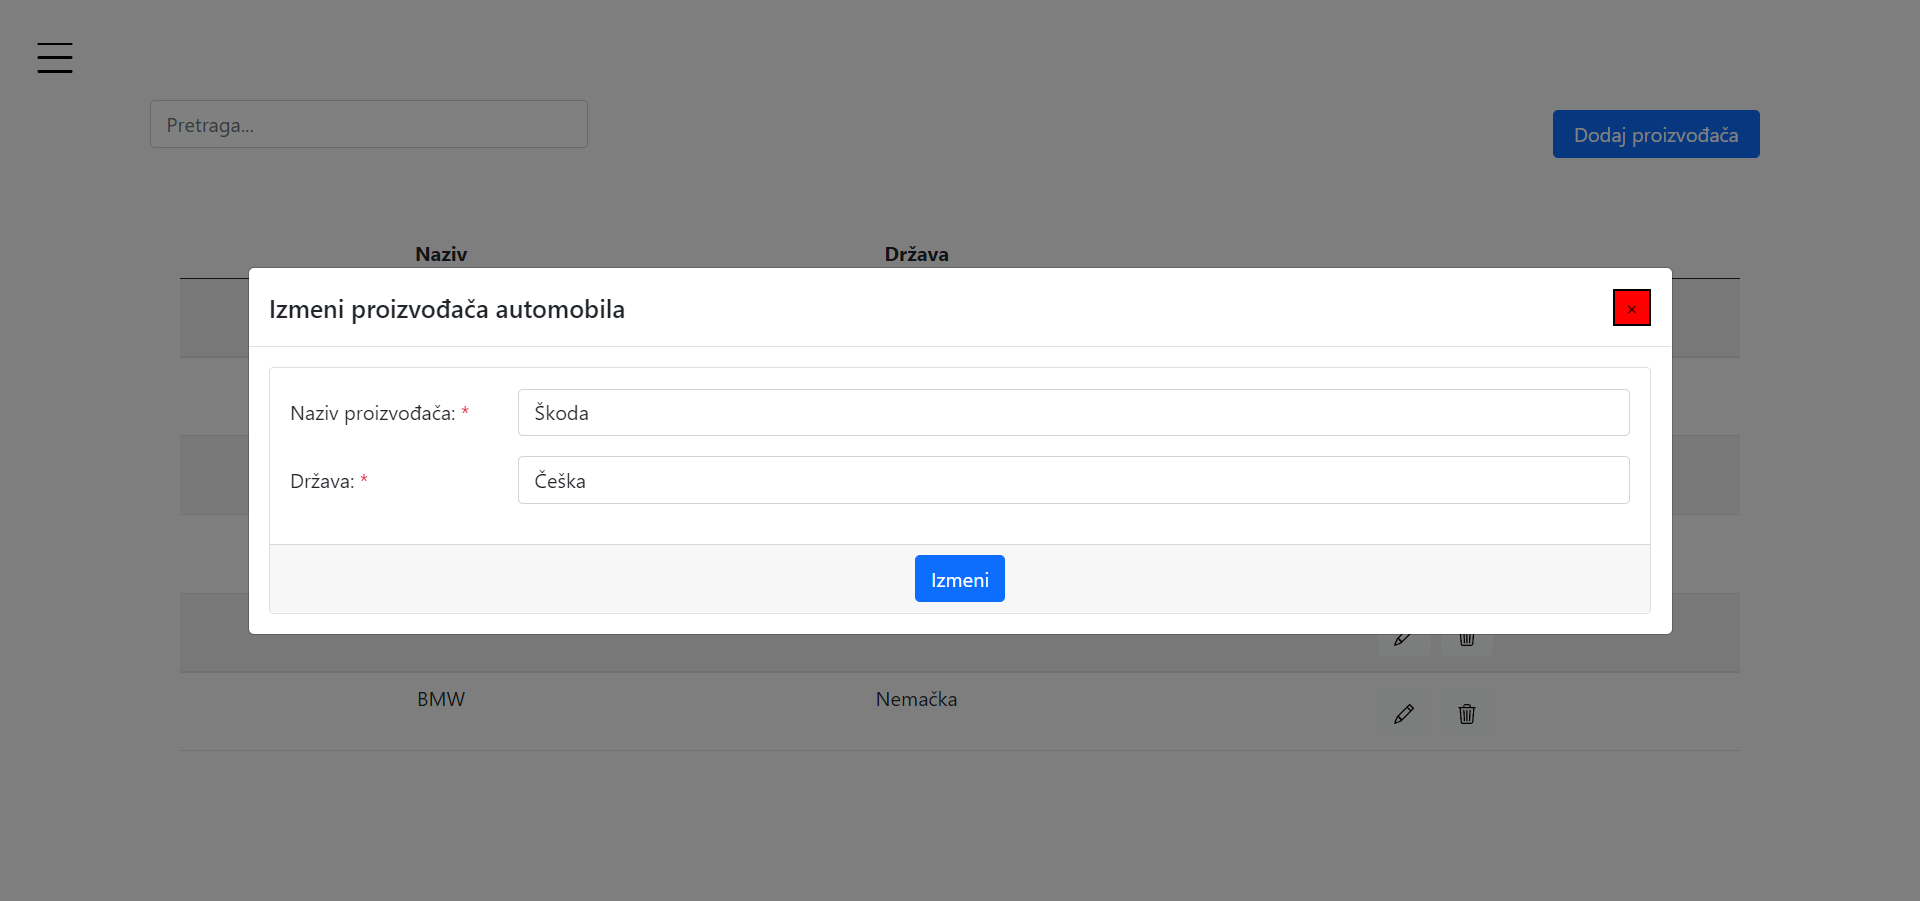 Pretraga...
Dodaj proizvođača
Naziv Država
Izmeni proizvođača automobila
×
Naziv proizvođača: * Škoda
Država: * Češka
Izmeni
BMW Nemačka